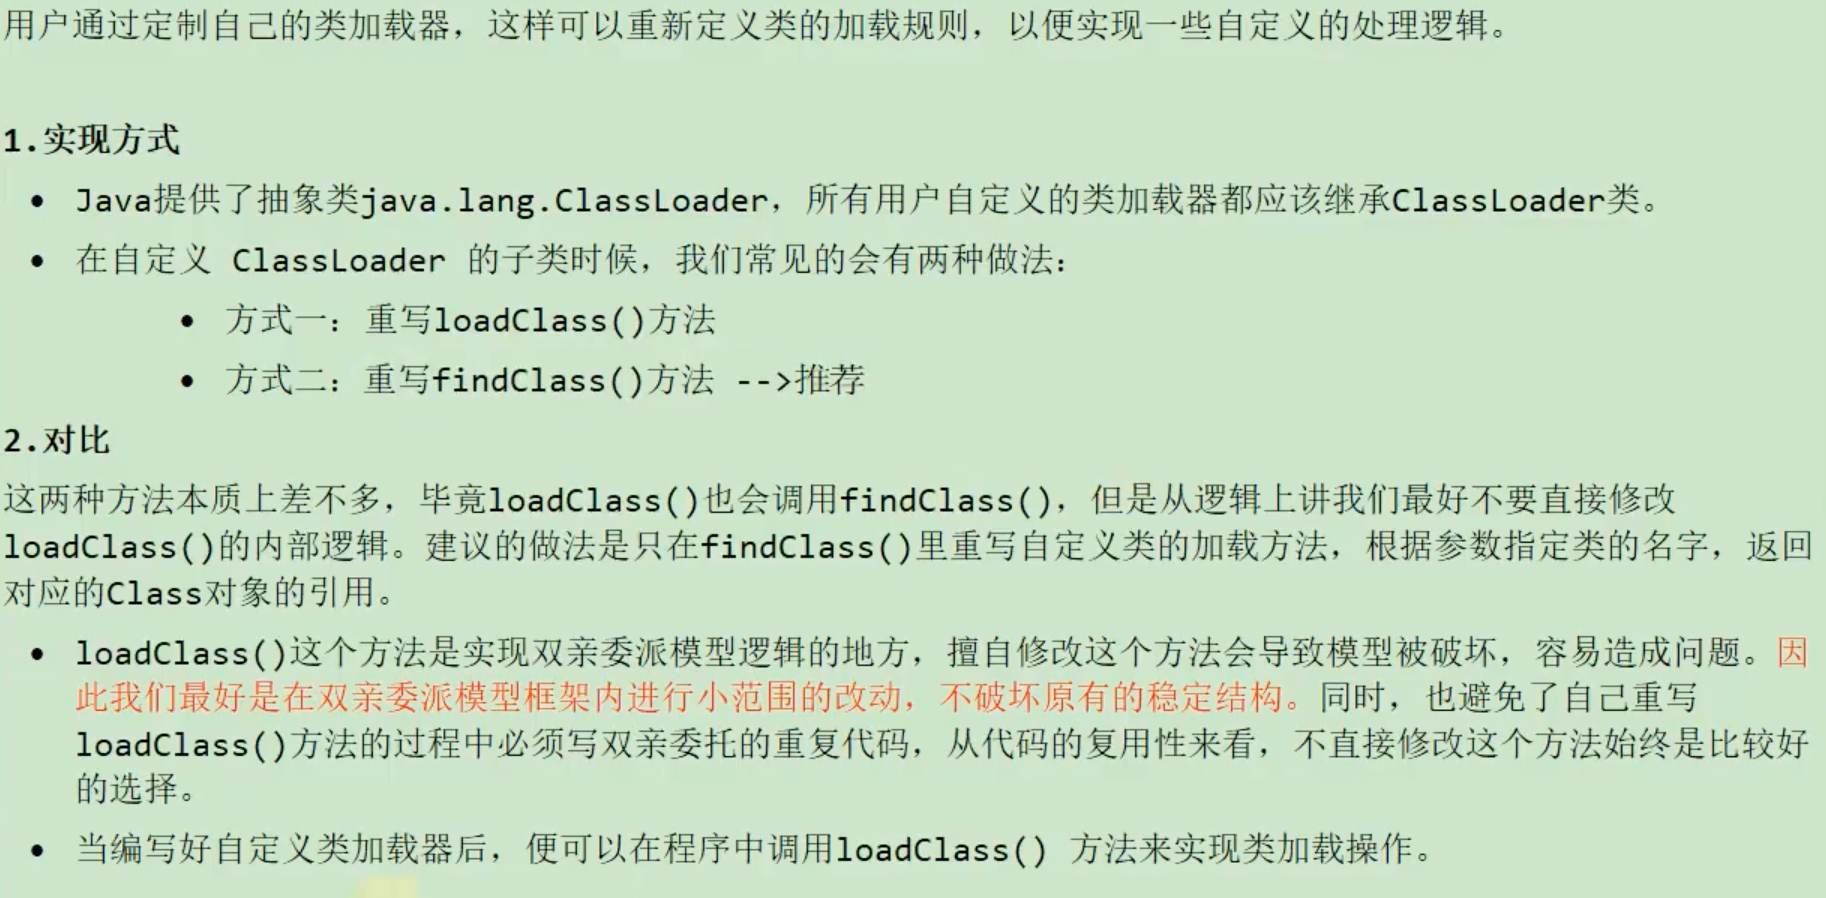 用户通过定制自己的类加载器，这样可以重新定义类的加载规则，以便实现一些自定义的处理逻辑。
1.实现方式
• Java提供了抽象类java.lang.ClassLoader，所有用户自定义的类加载器都应该继承ClassLoader类。
• 在自定义 ClassLoader 的子类时候，我们常见的会有两种做法：
• 方式一：重写loadClass()方法
• 方式二：重写findClass()方法 -->推荐
2.对比
这两种方法本质上差不多，毕竟loadClass()也会调用findClass()，但是从逻辑上讲我们最好不要直接修改
loadClass()的内部逻辑。建议的做法是只在findClass()里重写自定义类的加载方法，根据参数指定类的名字，返回
对应的Class对象的引用。
• loadClass()这个方法是实现双亲委派模型逻辑的地方，擅自修改这个方法会导致模型被破坏，容易造成问题。因
此我们最好是在双亲委派模型框架内进行小范围的改动，不破坏原有的稳定结构。同时，也避免了自己重写
loadClass()方法的过程中必须写双亲委托的重复代码，从代码的复用性来看，不直接修改这个方法始终是比较好
的选择。
• 当编写好自定义类加载器后，便可以在程序中调用loadClass() 方法来实现类加载操作。